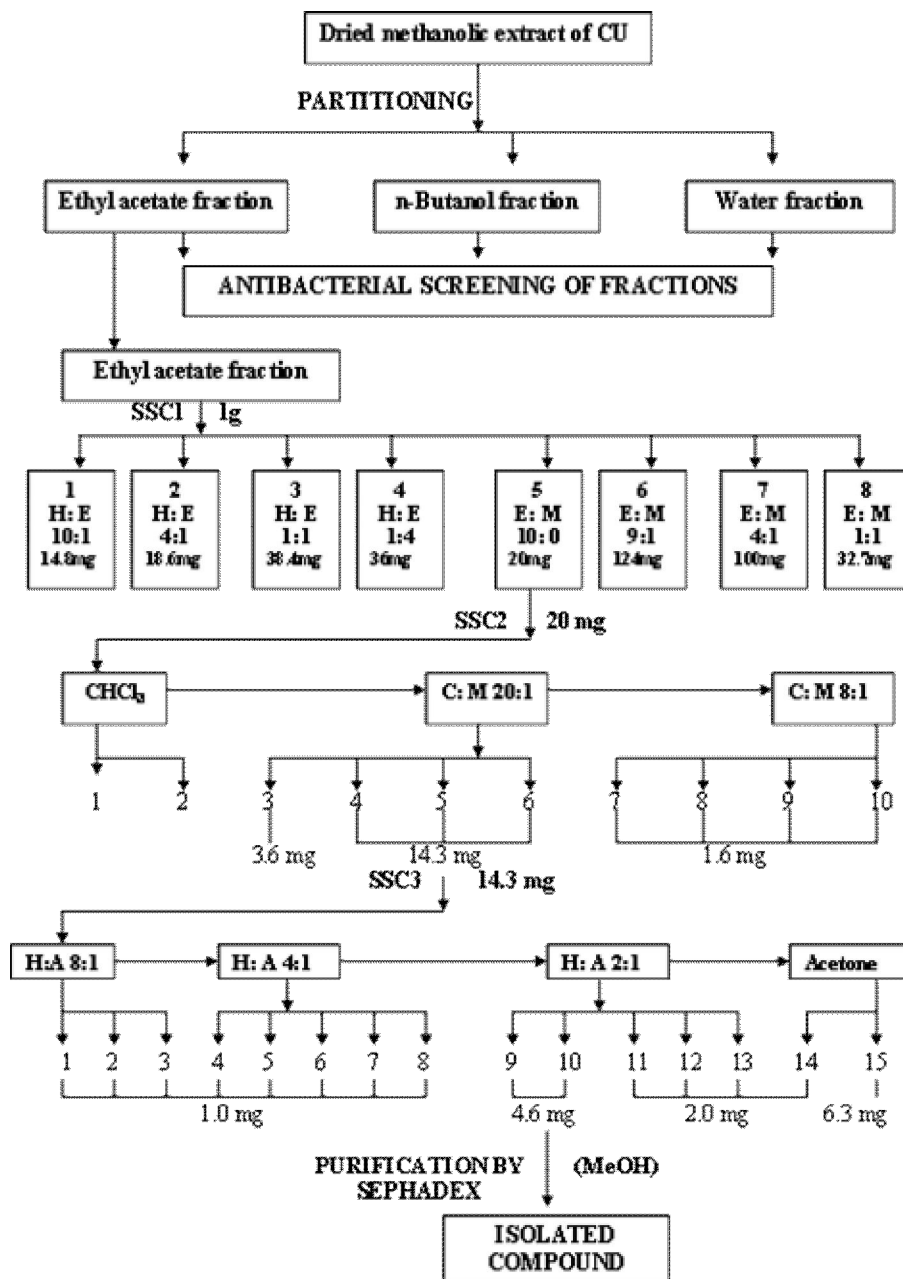 Dried methanolic extract of CU
PARTITIONING
Ethyl acetate fraction
n-Butanol fraction
Water fraction
ANTIBACTERIAL SCREENING OF FRACTIONS
Ethyl acetate fraction
SSC1 1g
1
H: E
10:1
14.8mg
2
H: E
4:1
18.6mg
3
H: E
1:1
38.4mg
4
H: E
1:4
36mg
5
E: M
10: 0
20mg
6
E: M
9:1
124mg
7
E: M
4:1
100mg
8
E: M
1:1
32.7mg
SSC2 20 mg
CHCl3
C: M 20:1
C: M 8:1
1 2 3 4 5 6 7 8 9 10
3.6 mg 14.3 mg 1.6 mg
SSC3 14.3 mg
H:A 8:1
H: A 4:1
H: A 2:1
Acetone
1 2 3 4 5 6 7 8 9 10 11 12 13 14 15
1.0 mg 4.6 mg 2.0 mg 6.3 mg
PURIFICATION BY (MeOH)
SEPHADEX
ISOLATED
COMPOUND